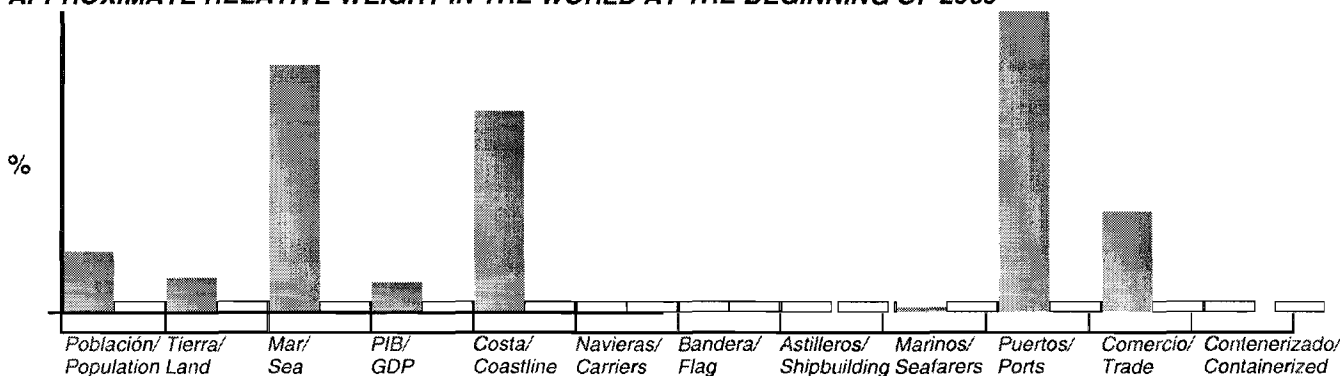 APPROXIMATE RELATIVE WEIGHT IN THE WORLD AT THE BEGINNING OF
%
Población/ Tierra/ Mar/ PIB/ Costa/ Navieras/ Bandera/ Astilleros/ Marinos/ Puertos/ Comercio/ Contenerizado/
Population Land Sea GDP Coastline Carriers Flag Shipbuilding Seafarers Ports Trade Containerized